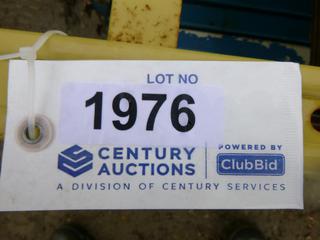 LOT NO
1976
CENTURY
AUCTIONS
POWERED BY
ClubBid
A DIVISION OF CENTURY SERVICES